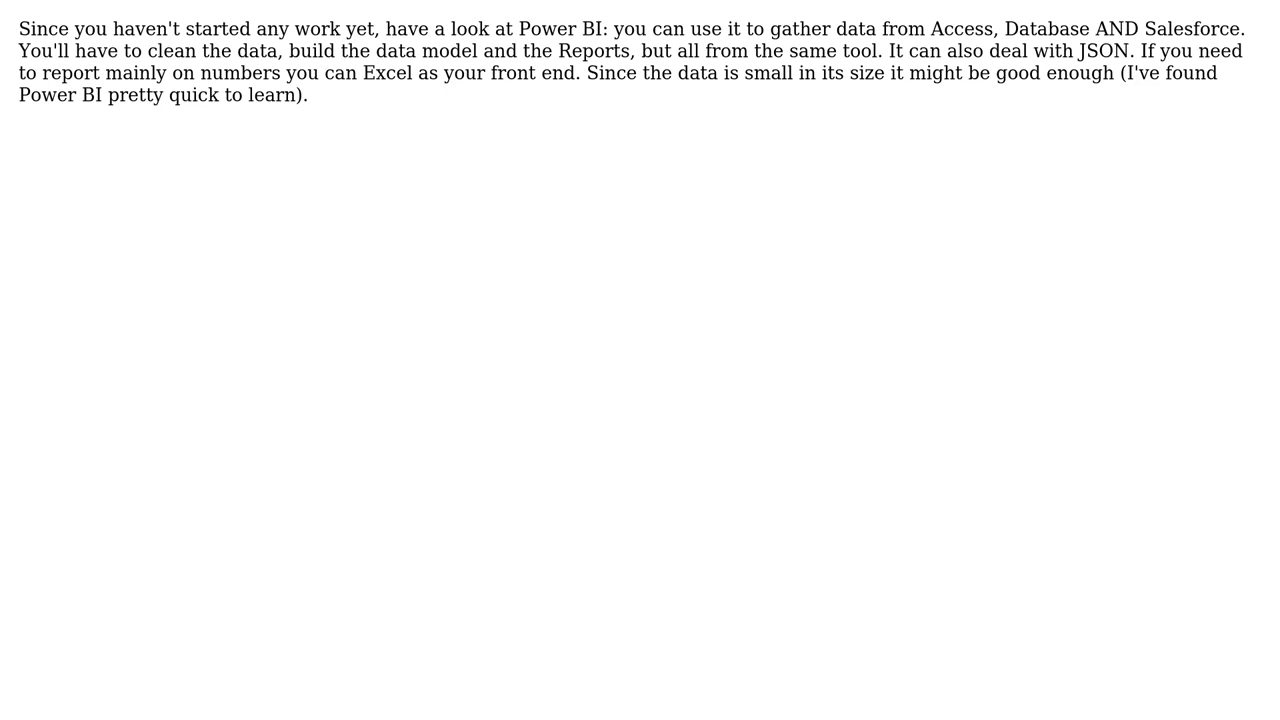 Since you haven't started any work yet, have a look at Power BI: you can use it to gather data from Access, Database AND Salesforce.
You'll have to clean the data, build the data model and the Reports, but all from the same tool. It can also deal with JSON. If you need
to report mainly on numbers you can Excel as your front end. Since the data is small in its size it might be good enough (I've found
Power BI pretty quick to learn).